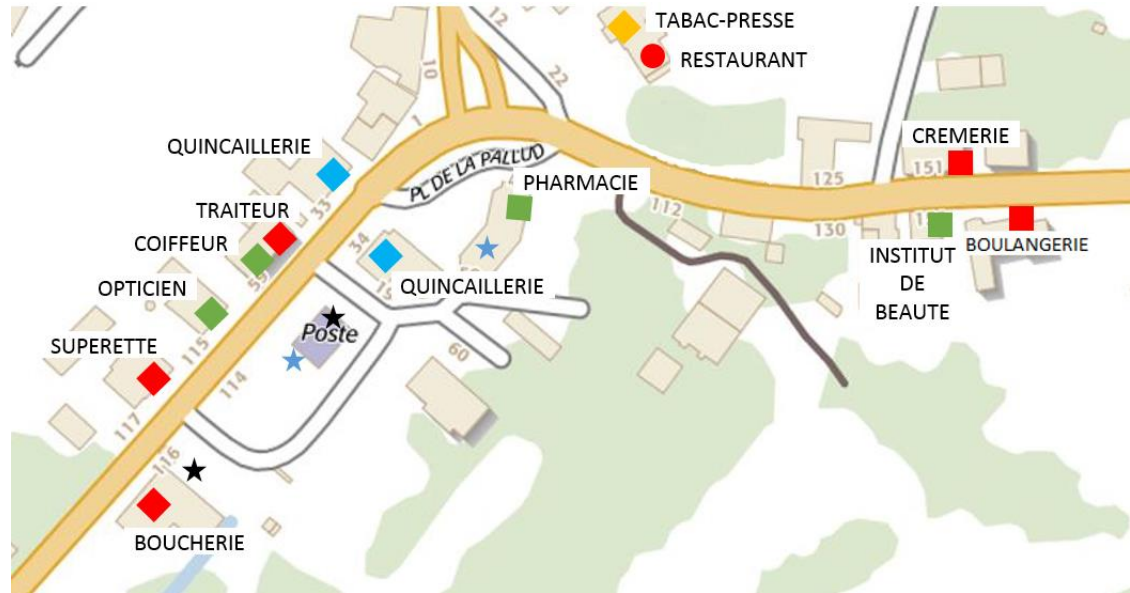 12
TABAC-PRESSE
RESTAURANT
10
22
1
QUINCAILLERIE
CREMERIE
PL DE LA PALLUD
PHARMACIE
151
125
33
TRAITEUR
112
COIFFEUR
34
130
BOULANGERIE
59
INSTITUT
DE
BEAUTE
OPTICIEN
QUINCAILLERIE
Poste
SUPERETTE
115
60
114
117
116
BOUCHERIE